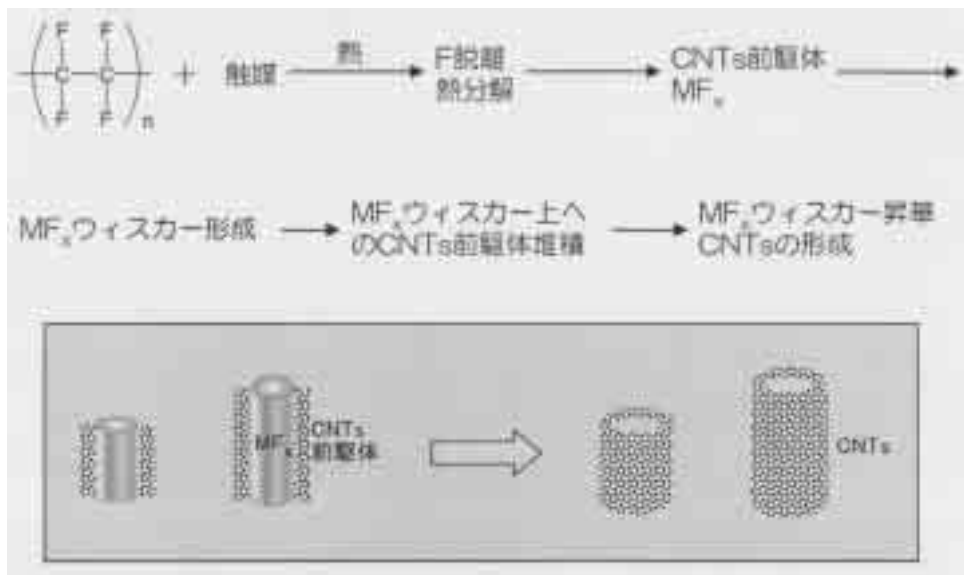 F F
C C
F F n
+ 触媒
熱
F脱離
熱分解
CNTs前駆体
MFx
MFxウィスカー形成
MFxウィスカー上へ
のCNTs前駆体堆積
MFxウィスカー昇華
CNTsの形成
MFx
CNTs
前駆体
CNTs